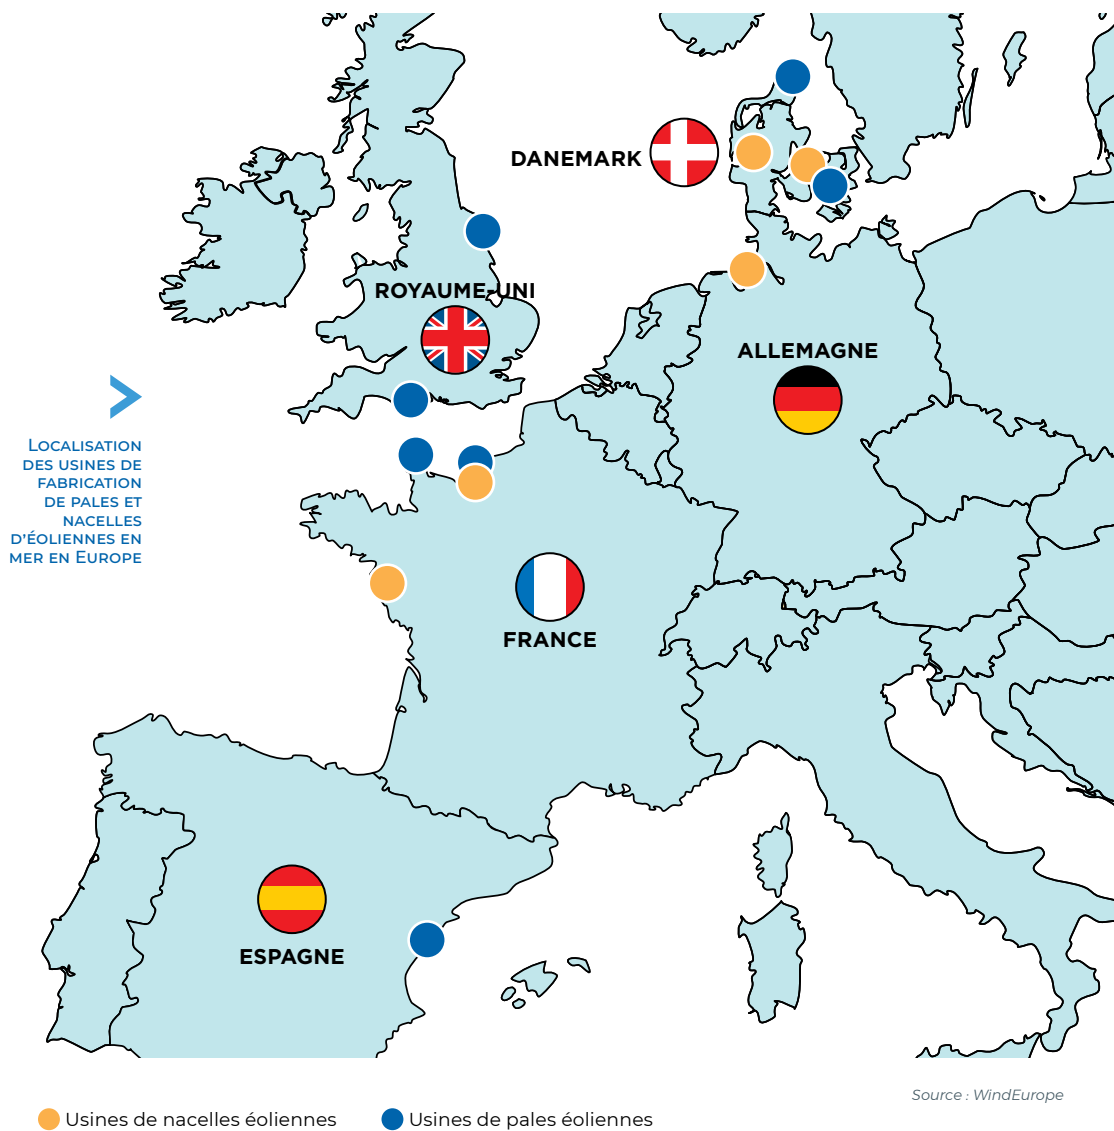 DANEMARK
ROYAUME-UNI
ALLEMAGNE
LOCALISATION
DES USINES DE
FABRICATION
DE PALES ET
NACELLES
D'ÉOLIENNES EN
MER EN EUROPE
FRANCE
ESPAGNE
Source : WindEurope
Usines de nacelles éoliennes
Usines de pales éoliennes